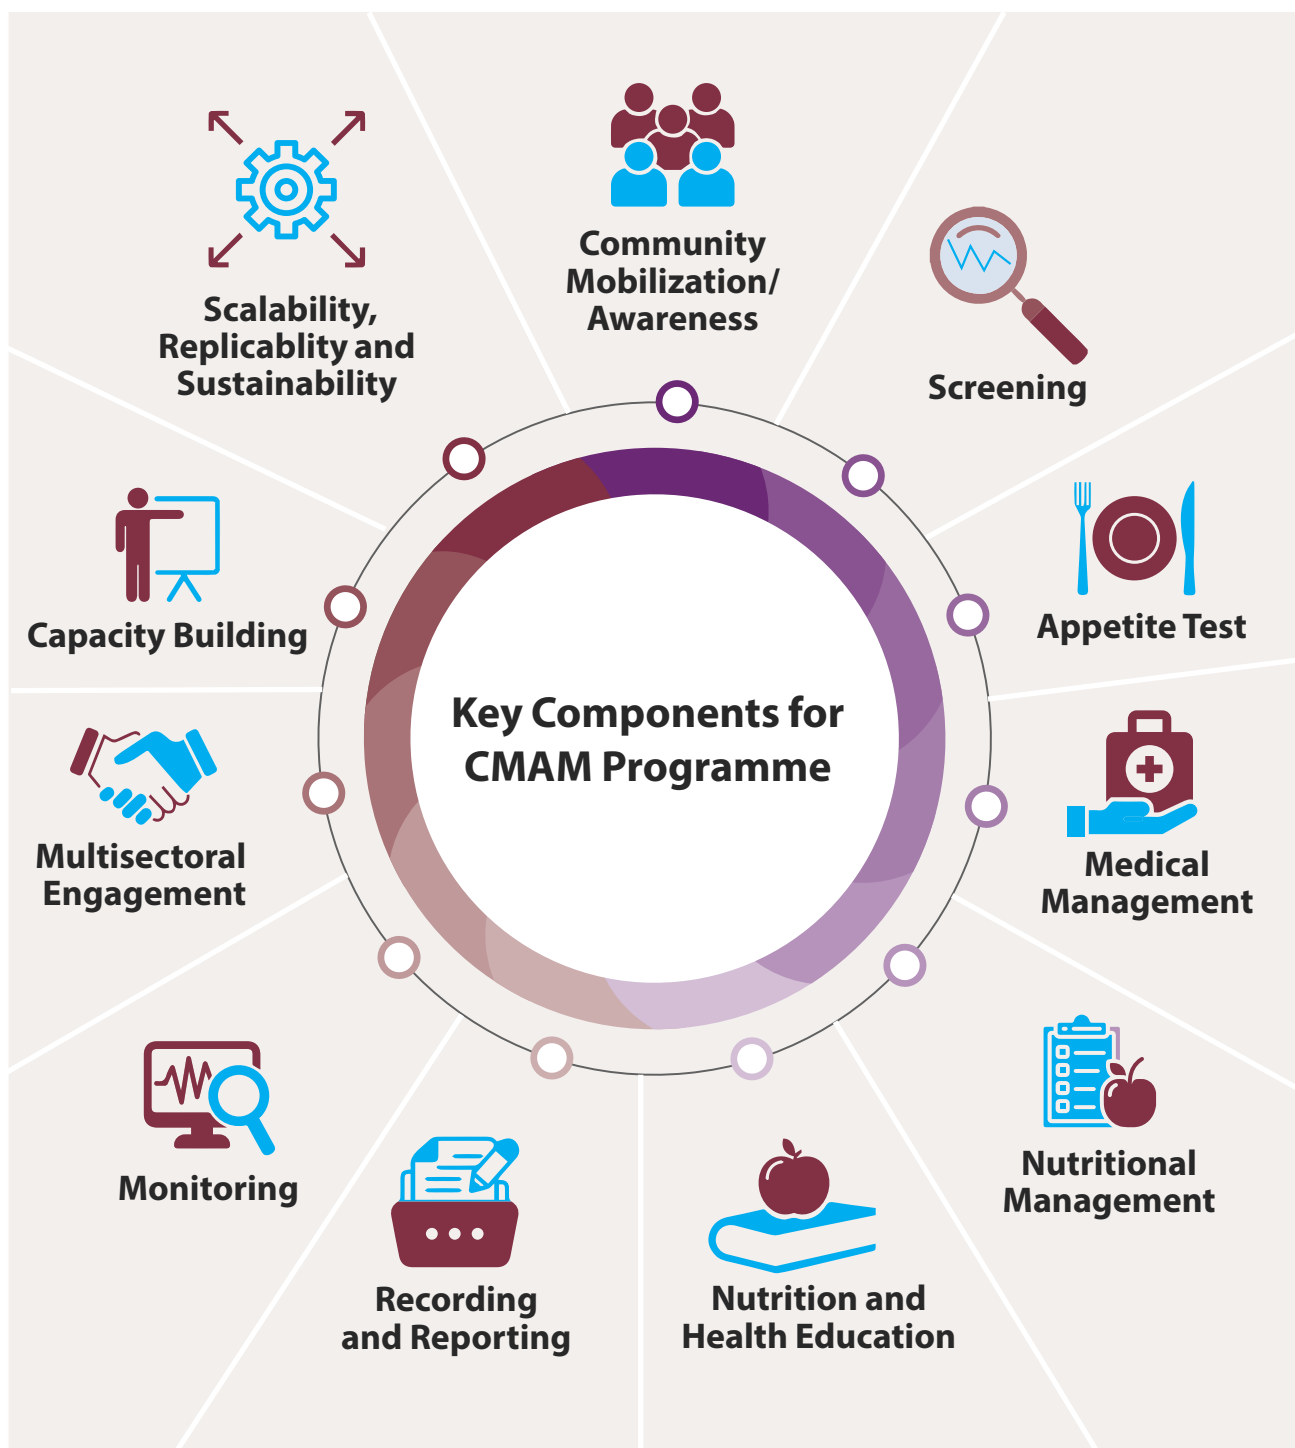 Key Components for
CMAM Programme
Community
Mobilization/
Awareness
Screening
Appetite Test
Medical
Management
Nutritional
Management
Nutrition and
Health Education
Recording
and Reporting
Monitoring
Multisectoral
Engagement
Capacity Building
Scalability,
Replicablity and
Sustainability